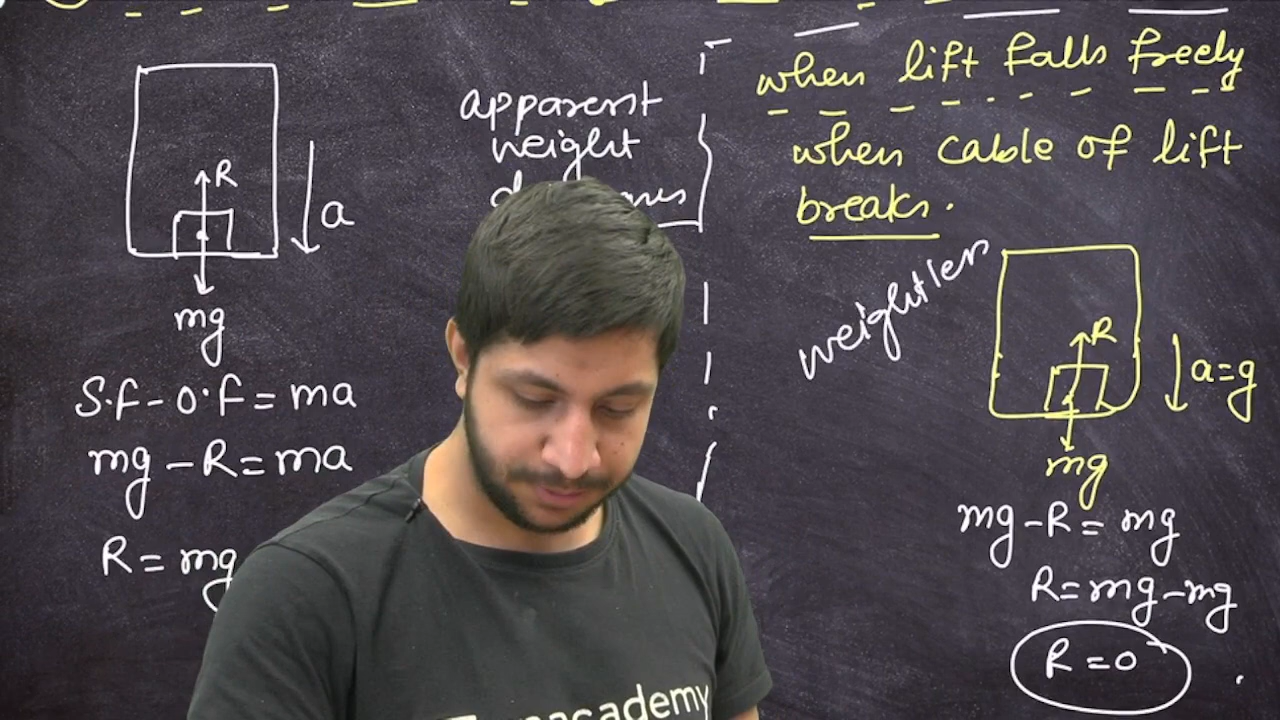 R
a
mg
S.f - o.f = ma
mg - R = ma
R = mg
apparent
weight
when lift falls freely
when cable of lift
breaks.
weightless
R
a=g
mg
mg - R = mg
R = mg - mg
R = 0